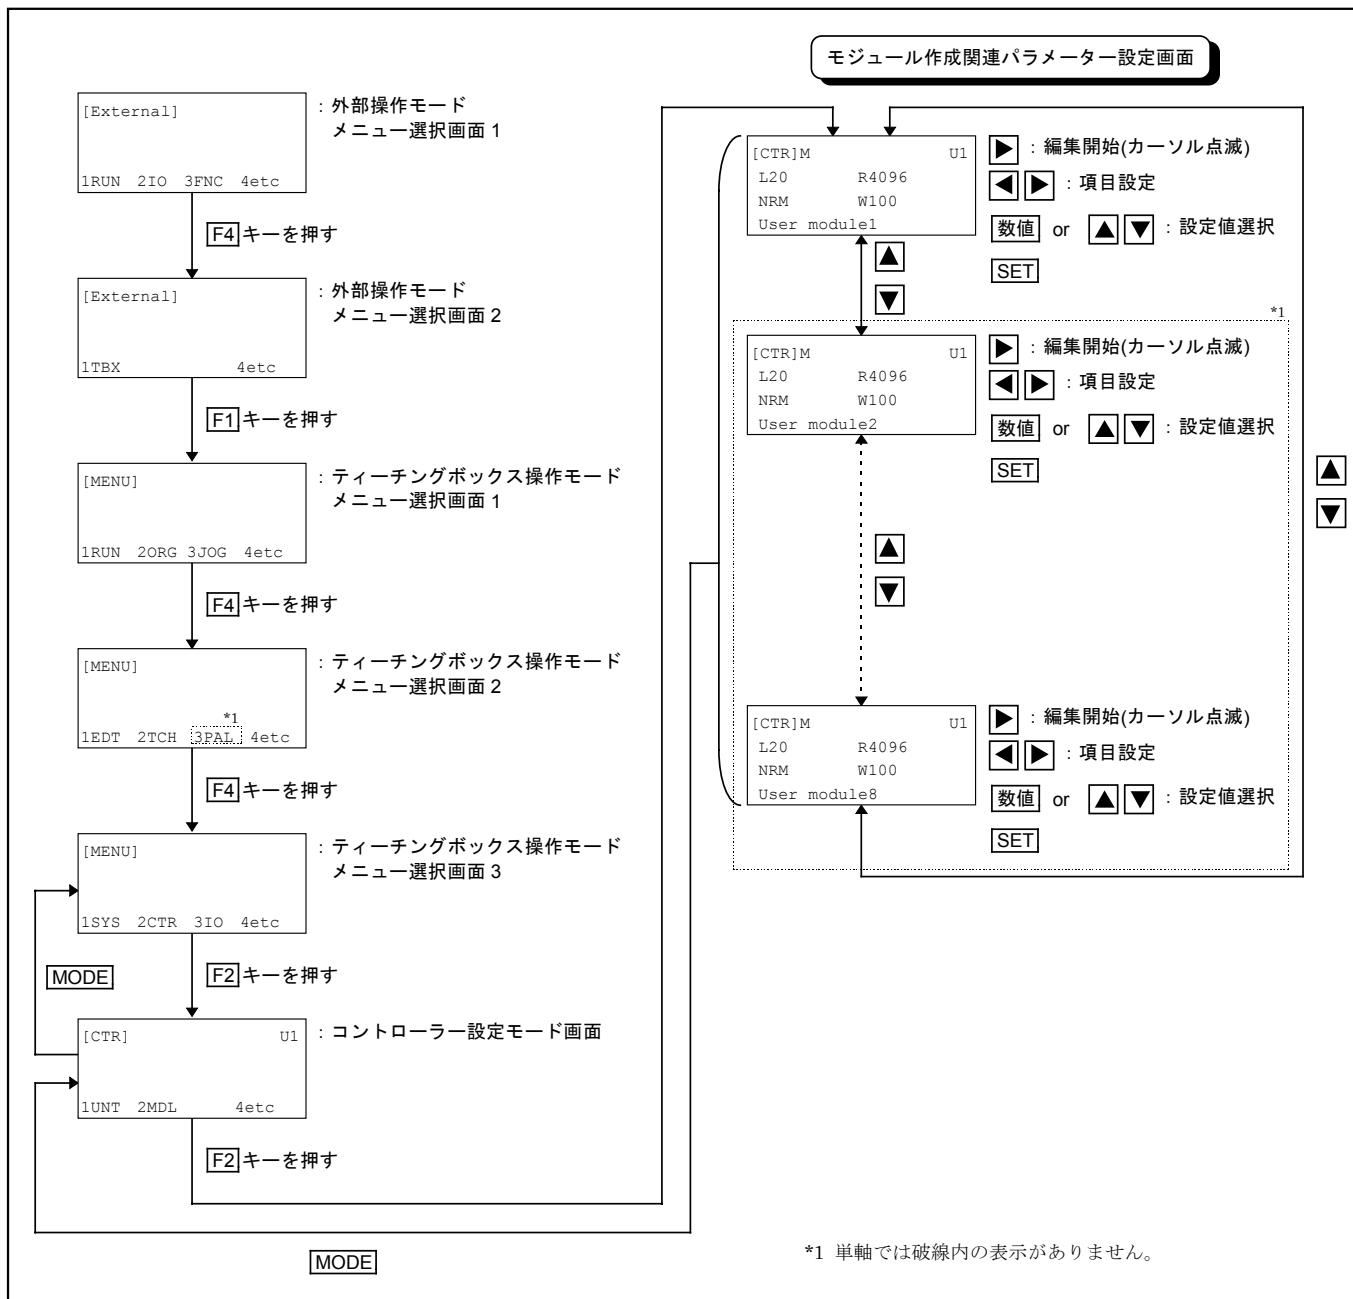 モジュール作成関連パラメーター設定画面
[External]
1RUN 2IO 3FNC 4etc
：外部操作モード
メニュー選択画面 1
F4 キーを押す
[External]
1TBX 4etc
：外部操作モード
メニュー選択画面 2
F1 キーを押す
[MENU]
1RUN 2ORG 3JOG 4etc
：ティーチングボックス操作モード
メニュー選択画面 1
F4 キーを押す
[MENU]
*1
1EDT 2TCH 3PAL 4etc
：ティーチングボックス操作モード
メニュー選択画面 2
F4 キーを押す
[MENU]
1SYS 2CTR 3IO 4etc
：ティーチングボックス操作モード
メニュー選択画面 3
MODE
F2 キーを押す
[CTR] U1
1UNT 2MDL 4etc
：コントローラー設定モード画面
F2 キーを押す
MODE
[CTR]M U1
L20 R4096
NRM W100
User module1
▶ ：編集開始(カーソル点滅)
◀ ▶ ：項目設定
数値 or ▲ ▼ ：設定値選択
SET
▲
▼
*1
[CTR]M U1
L20 R4096
NRM W100
User module2
▶ ：編集開始(カーソル点滅)
◀ ▶ ：項目設定
数値 or ▲ ▼ ：設定値選択
SET
▲
▼
▲
▼
[CTR]M U1
L20 R4096
NRM W100
User module8
▶ ：編集開始(カーソル点滅)
◀ ▶ ：項目設定
数値 or ▲ ▼ ：設定値選択
SET
*1 単軸では破線内の表示がありません。